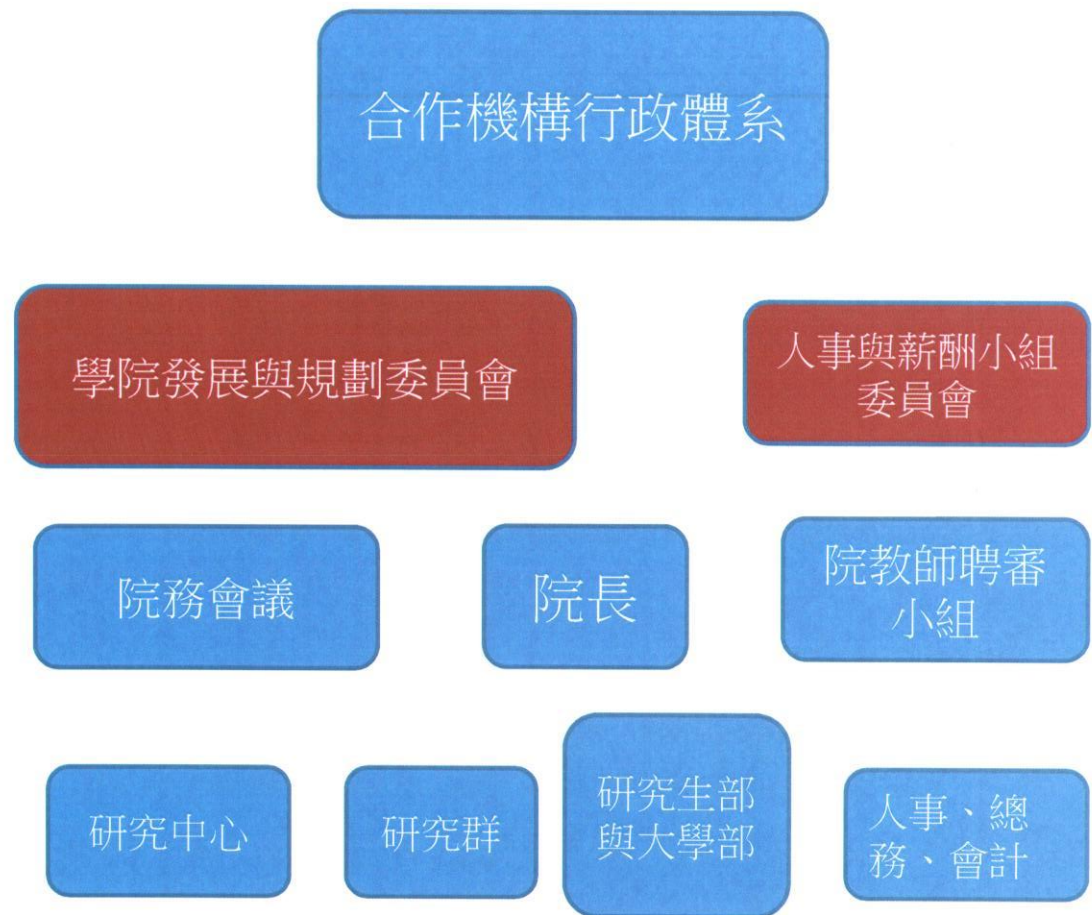 合作機構行政體系
學院發展與規劃委員會
人事與薪酬小組
委員會
院務會議
院長
院教師聘審
小組
研究中心
研究群
研究生部
與大學部
人事、總
務、會計